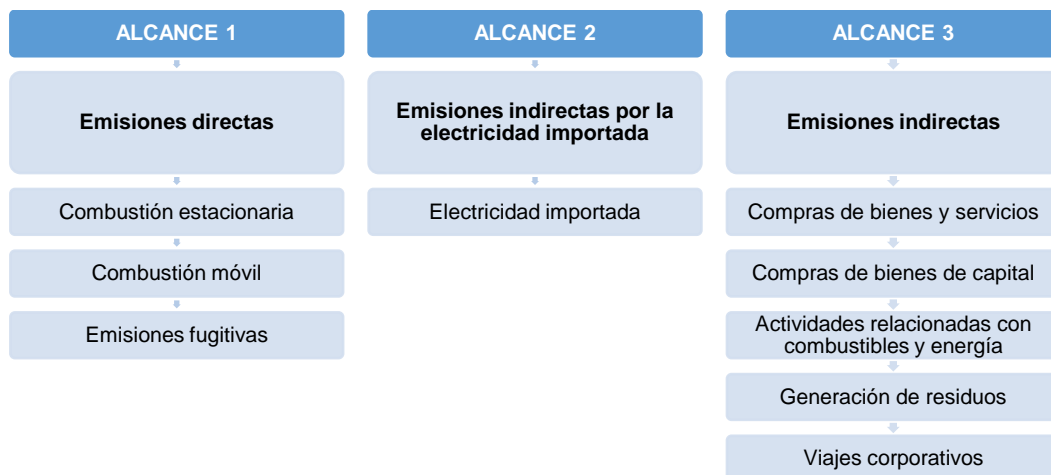 ALCANCE 1
Emisiones directas
Combustión estacionaria
Combustión móvil
Emisiones fugitivas
ALCANCE 2
Emisiones indirectas por la
electricidad importada
Electricidad importada
ALCANCE 3
Emisiones indirectas
Compras de bienes y servicios
Compras de bienes de capital
Actividades relacionadas con
combustibles y energía
Generación de residuos
Viajes corporativos